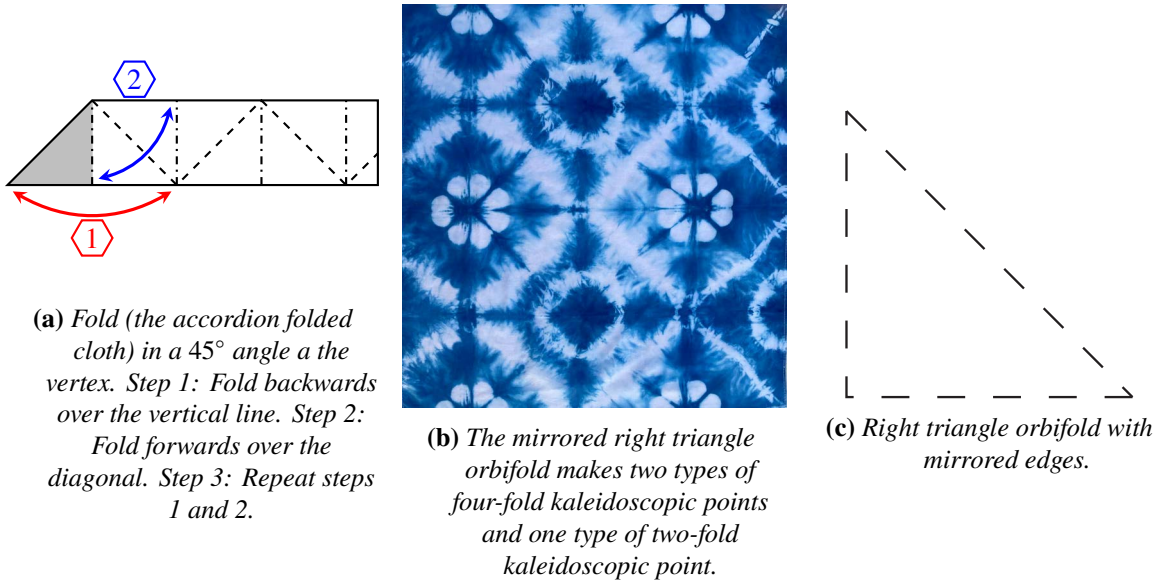 2
1
(a) Fold (the accordion folded
cloth) in a 45° angle a the
vertex. Step 1: Fold backwards
over the vertical line. Step 2:
Fold forwards over the
diagonal. Step 3: Repeat steps
1 and 2.
(b) The mirrored right triangle
orbifold makes two types of
four-fold kaleidoscopic points
and one type of two-fold
kaleidoscopic point.
(c) Right triangle orbifold with
mirrored edges.